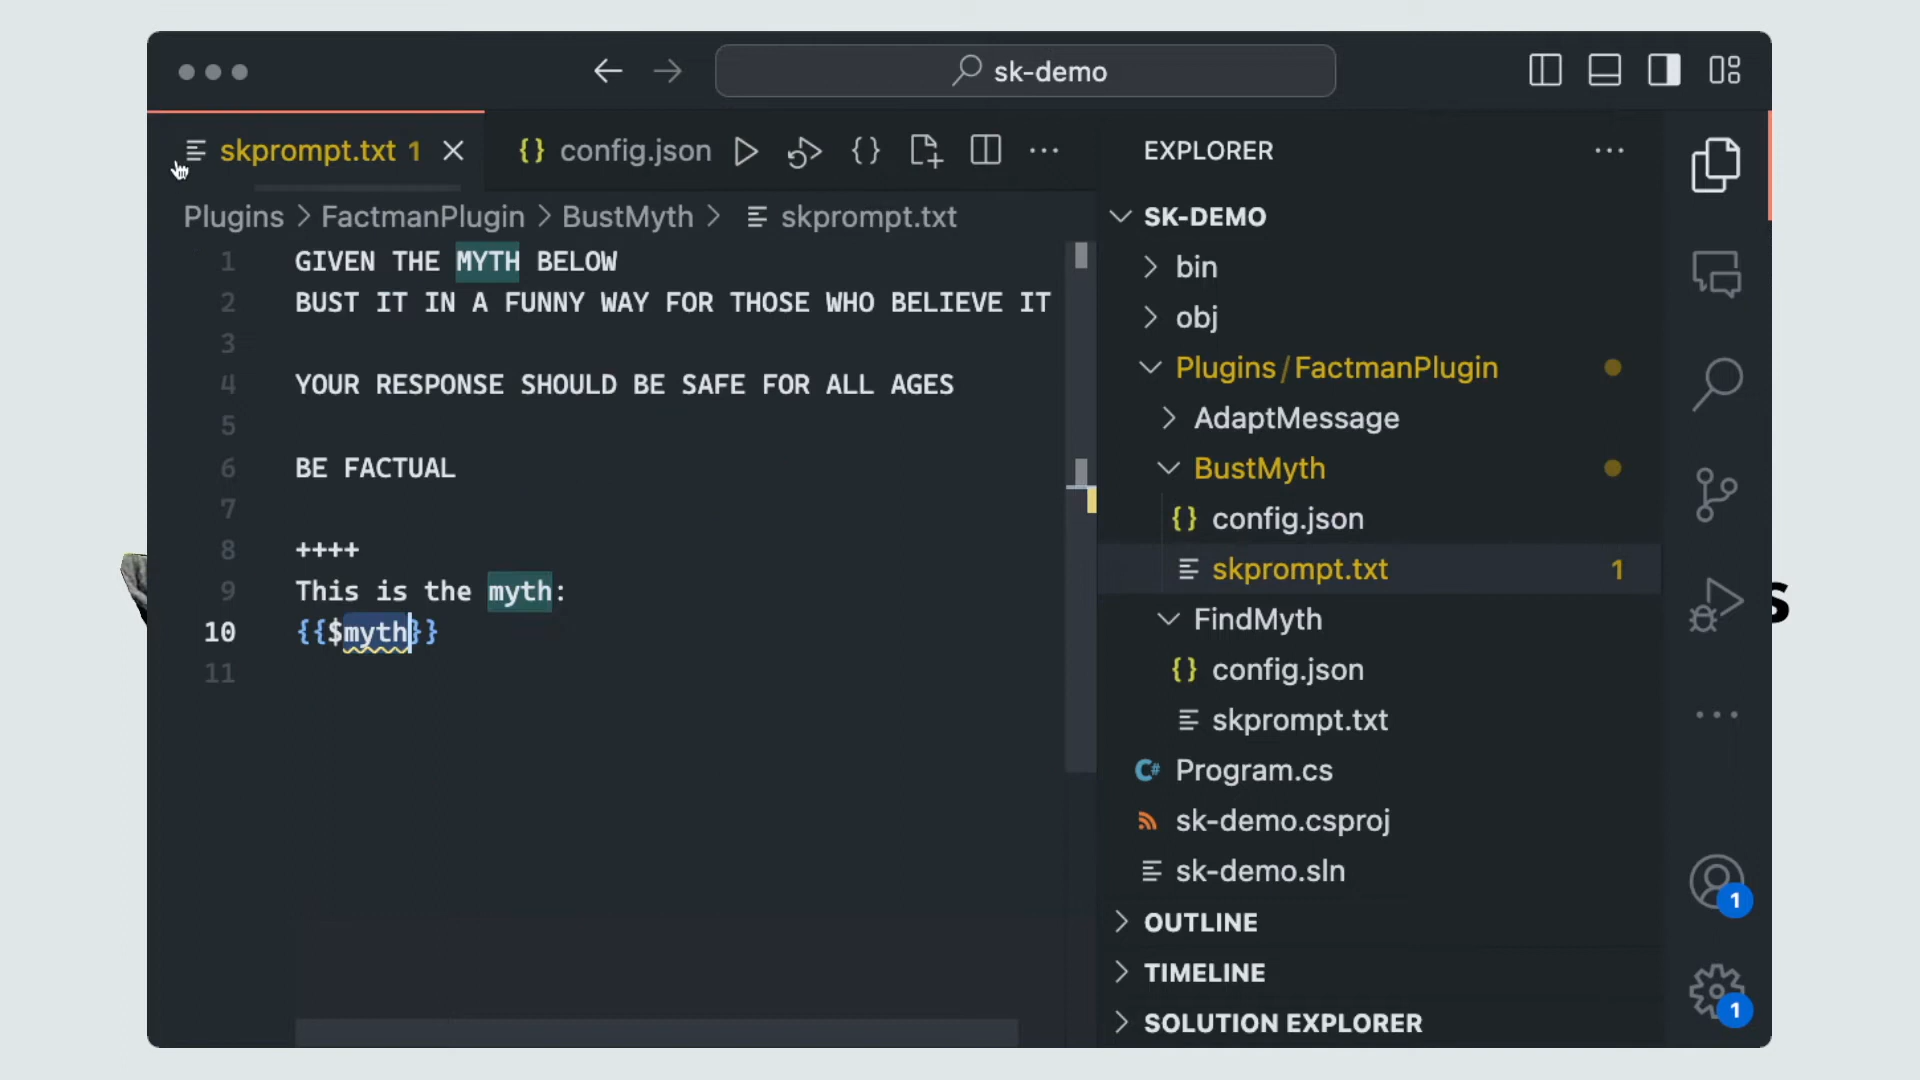 sk-demo
skprompt.txt 1
config.json
EXPLORER
Plugins > FactmanPlugin > BustMyth > skprompt.txt
SK-DEMO
1 GIVEN THE MYTH BELOW
2 BUST IT IN A FUNNY WAY FOR THOSE WHO BELIEVE IT
3
4 YOUR RESPONSE SHOULD BE SAFE FOR ALL AGES
5
6 BE FACTUAL
7
8 ++++
9 This is the myth:
10 {{$myth}}
11
bin
obj
Plugins/FactmanPlugin
AdaptMessage
BustMyth
{} config.json
skprompt.txt 1
FindMyth
{} config.json
skprompt.txt
C# Program.cs
sk-demo.csproj
sk-demo.sln
OUTLINE
TIMELINE
SOLUTION EXPLORER
1
1
s